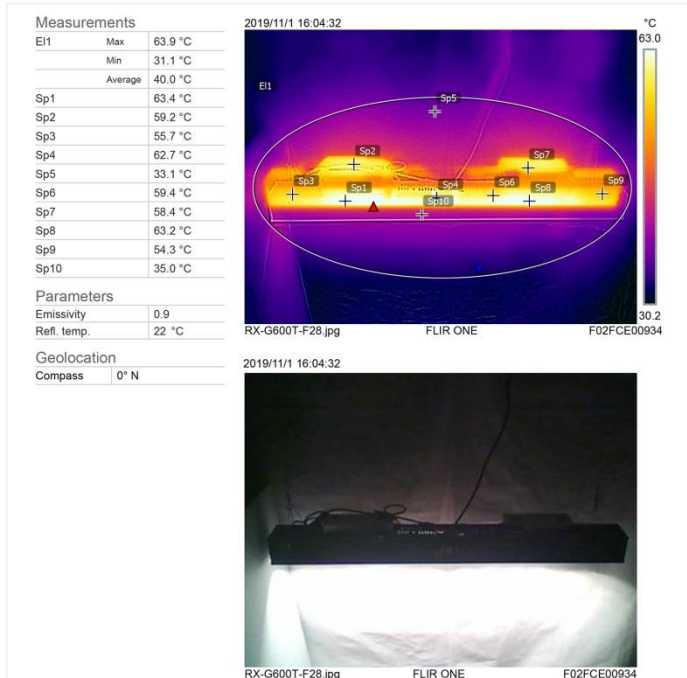 Measurements
El1 Max 63.9 °C
Min 31.1 °C
Average 40.0 °C
Sp1 63.4 °C
Sp2 59.2 °C
Sp3 55.7 °C
Sp4 62.7 °C
Sp5 33.1 °C
Sp6 59.4 °C
Sp7 58.4 °C
Sp8 63.2 °C
Sp9 54.3 °C
Sp10 35.0 °C
Parameters
Emissivity 0.9
Refl. temp. 22 °C
Geolocation
Compass 0° N
2019/11/1 16:04:32
°C
63.0
El1
Sp5
Sp2
Sp7
Sp3
Sp1
Sp4
Sp6
Sp8
Sp9
Sp10
30.2
RX-G600T-F28.jpg FLIR ONE F02FCE00934
2019/11/1 16:04:32
RX-G600T-F28.jpg FLIR ONE F02FCE00934